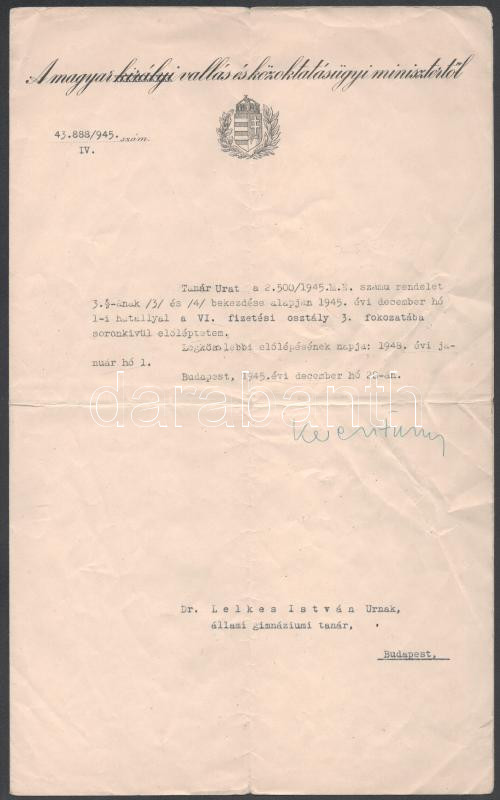 A magyar királyi vallás és közoktatásügyi minisztertől
43.888/945. szám.
IV.
Tanár Urat a 2.500/1945.M.E. számu rendelet
3.§-ának /3/ és /4/ bekezdése alapján 1945. évi december hó
1-i hatállyal a VI. fizetési osztály 3. fokozatába
soronkivül előléptetem.
Legközelebbi előlépésének napja: 1948. évi ja-
nuár hó 1.
Budapest, 1945.évi december hó 22-án.
darabanth
Dr. Lelkes István Urnak,
állami gimnáziumi tanár,
Budapest.